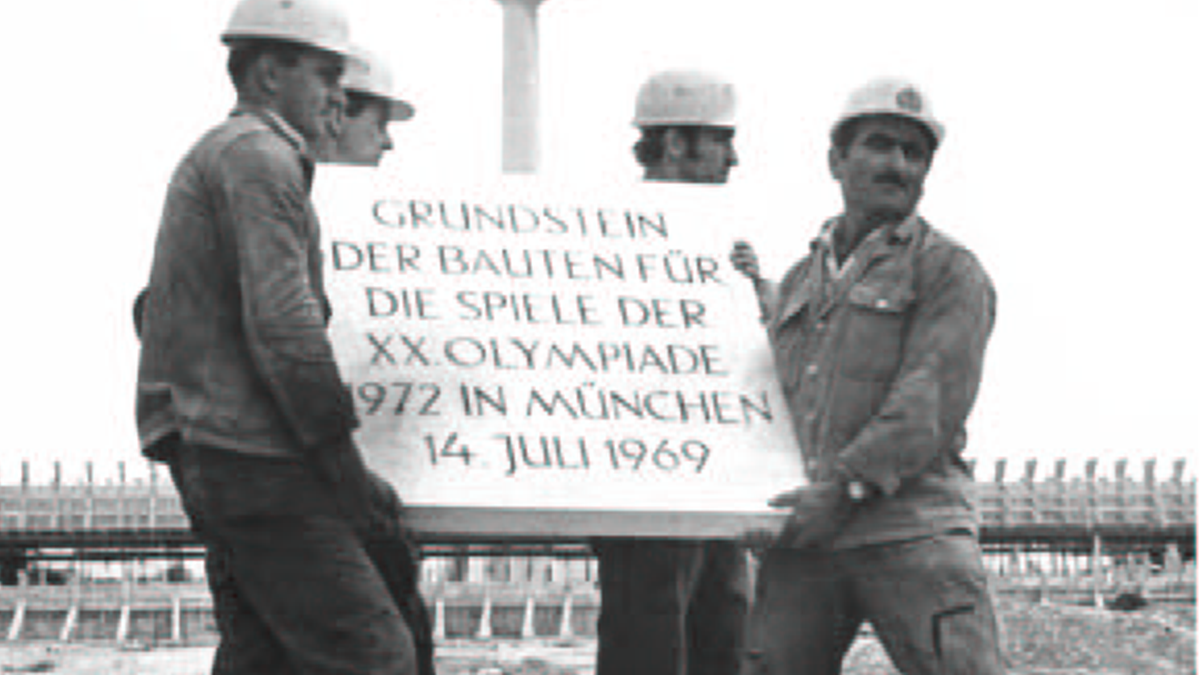 GRUNDSTEIN
DER BAUTEN FÜR
DIE SPIELE DER
XX. OLYMPIADE
1972 IN MÜNCHEN
14. JULI 1969